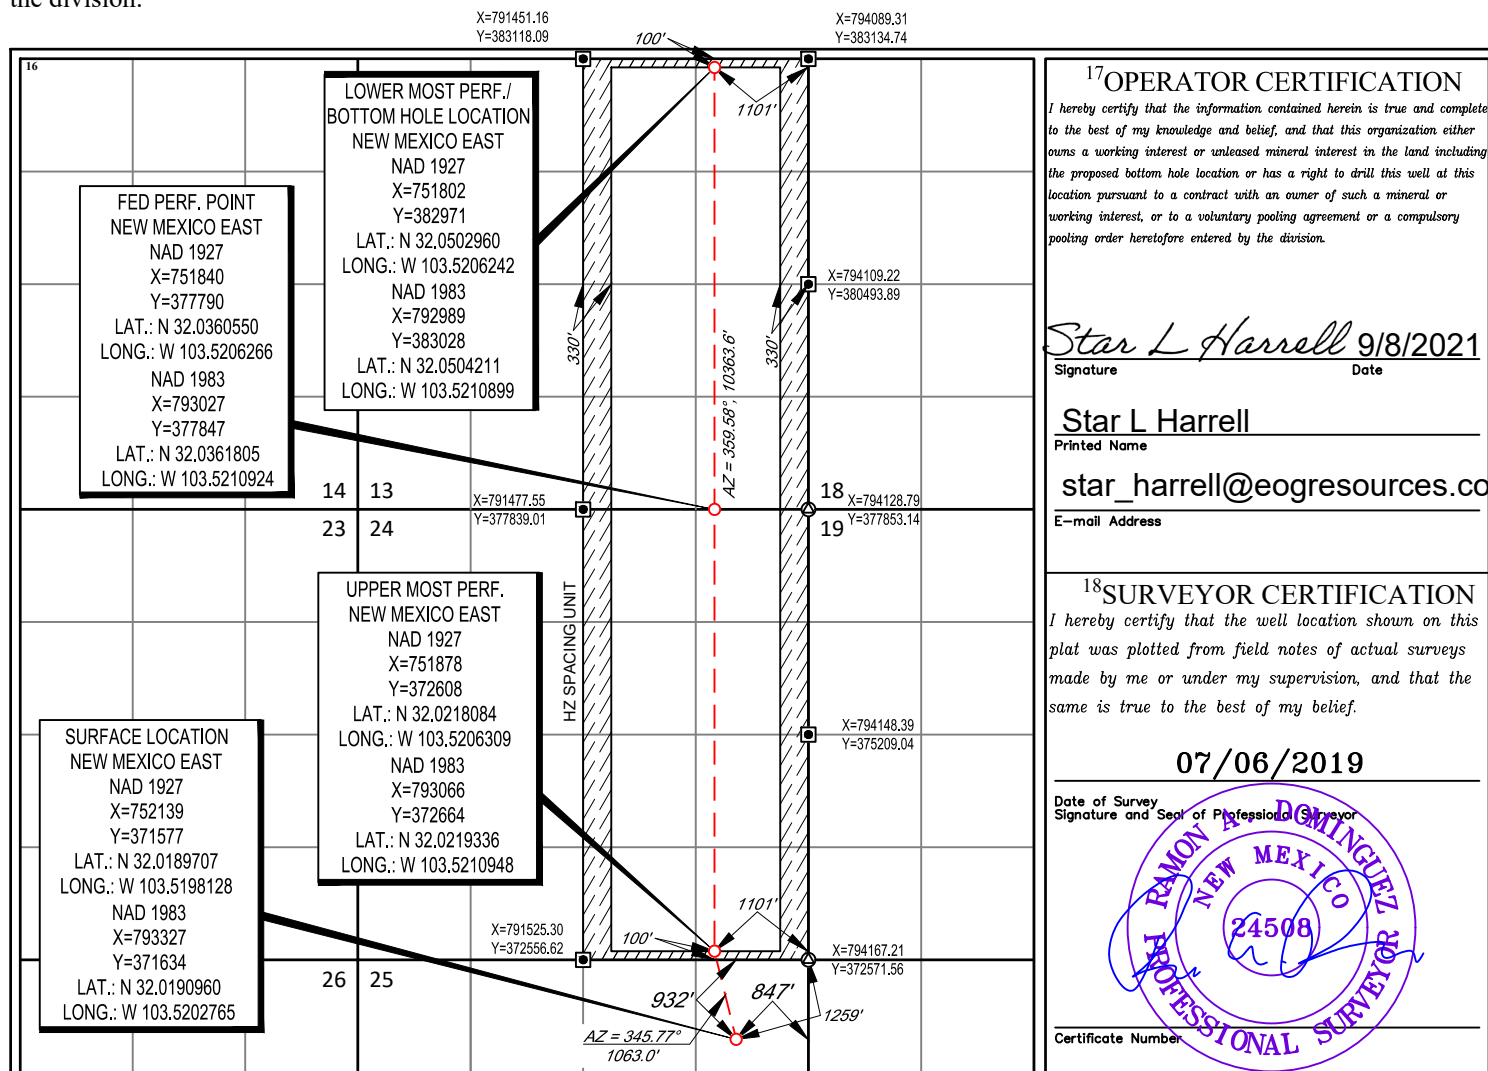 the division.
X=791451.16
Y=383118.09
X=794089.31
Y=383134.74
100'
16
1101'
LOWER MOST PERF./
BOTTOM HOLE LOCATION
NEW MEXICO EAST
NAD 1927
X=751802
Y=382971
LAT.: N 32.0502960
LONG.: W 103.5206242
NAD 1983
X=792989
Y=383028
LAT.: N 32.0504211
LONG.: W 103.5210899
FED PERF. POINT
NEW MEXICO EAST
NAD 1927
X=751840
Y=377790
LAT.: N 32.0360550
LONG.: W 103.5206266
NAD 1983
X=793027
Y=377847
LAT.: N 32.0361805
LONG.: W 103.5210924
X=794109.22
Y=380493.89
330'
330'
AZ = 359.58°, 10363.6'
14 13
23 24
X=791477.55
Y=377839.01
18
19
X=794128.79
Y=377853.14
HZ SPACING UNIT
UPPER MOST PERF.
NEW MEXICO EAST
NAD 1927
X=751878
Y=372608
LAT.: N 32.0218084
LONG.: W 103.5206309
NAD 1983
X=793066
Y=372664
LAT.: N 32.0219336
LONG.: W 103.5210948
X=794148.39
Y=375209.04
SURFACE LOCATION
NEW MEXICO EAST
NAD 1927
X=752139
Y=371577
LAT.: N 32.0189707
LONG.: W 103.5198128
NAD 1983
X=793327
Y=371634
LAT.: N 32.0190960
LONG.: W 103.5202765
1101'
100'
X=791525.30
Y=372556.62
X=794167.21
Y=372571.56
26 25
932'
847'
1259'
AZ = 345.77°
1063.0'
17 OPERATOR CERTIFICATION
I hereby certify that the information contained herein is true and complete
to the best of my knowledge and belief, and that this organization either
owns a working interest or unleased mineral interest in the land including
the proposed bottom hole location or has a right to drill this well at this
location pursuant to a contract with an owner of such a mineral or
working interest, or to a voluntary pooling agreement or a compulsory
pooling order heretofore entered by the division.
Star L Harrell 9/8/2021
Signature Date
Star L Harrell
Printed Name
star_harrell@eogresources.co
E-mail Address
18 SURVEYOR CERTIFICATION
I hereby certify that the well location shown on this
plat was plotted from field notes of actual surveys
made by me or under my supervision, and that the
same is true to the best of my belief.
07/06/2019
Date of Survey
Signature and Seal of Professional Surveyor
RAMON A. DOMINGUEZ
NEW MEXICO
24508
PROFESSIONAL SURVEYOR
Certificate Number